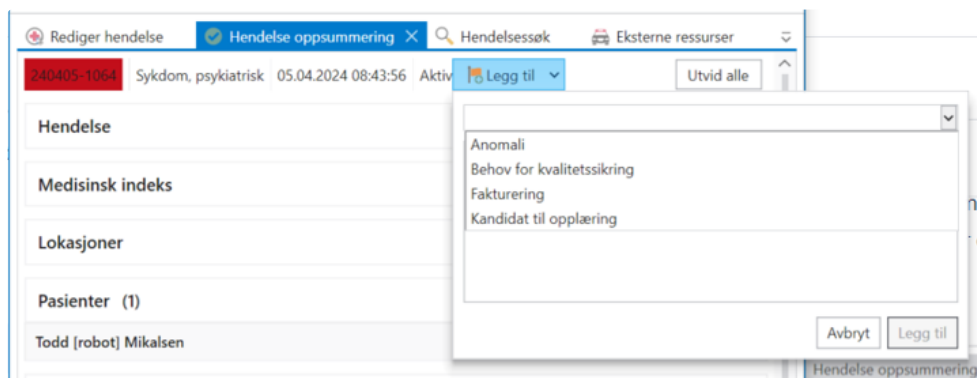 Rediger hendelse Hendelse oppsummering Hendelsessøk Eksterne ressurser
240405-1064 Sykdom, psykiatrisk 05.04.2024 08:43:56 Aktiv Legg til Utvid alle
Hendelse
Anomali
Behov for kvalitetssikring
Medisinsk indeks
Fakturering
Kandidat til opplæring
Lokasjoner
Pasienter (1)
Todd [robot] Mikalsen
Avbryt Legg til
Hendelse oppsummering